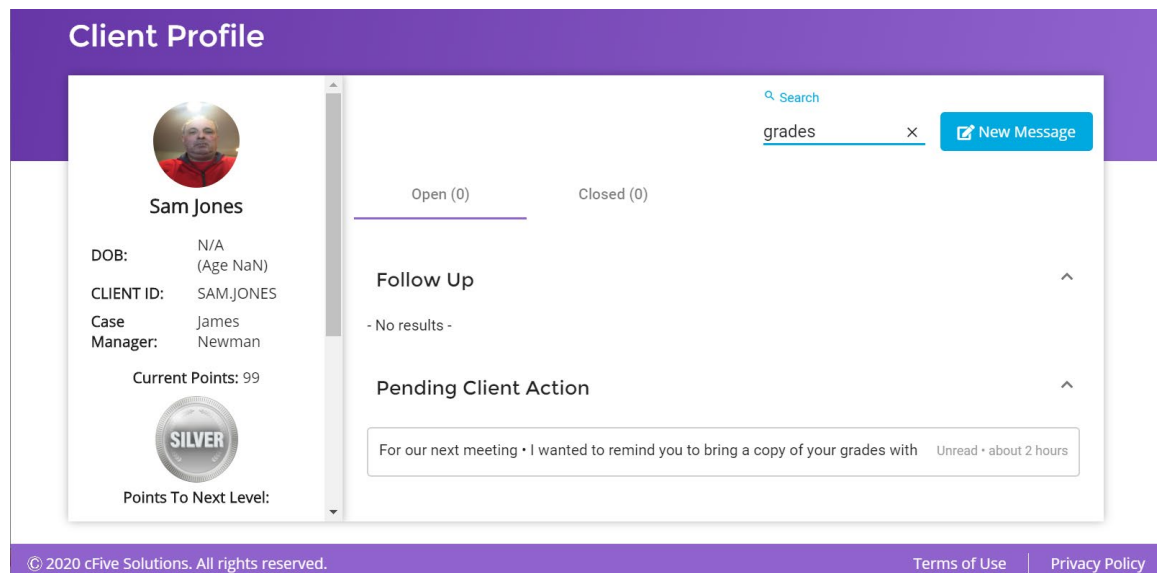 Client Profile
Sam Jones
DOB: N/A
(Age NaN)
CLIENT ID: SAM.JONES
Case Manager: James Newman
Current Points: 99
SILVER
Points To Next Level:
Search
grades
New Message
Open (0) Closed (0)
Follow Up
- No results -
Pending Client Action
For our next meeting • I wanted to remind you to bring a copy of your grades with Unread • about 2 hours
© 2020 cFive Solutions. All rights reserved. Terms of Use Privacy Policy